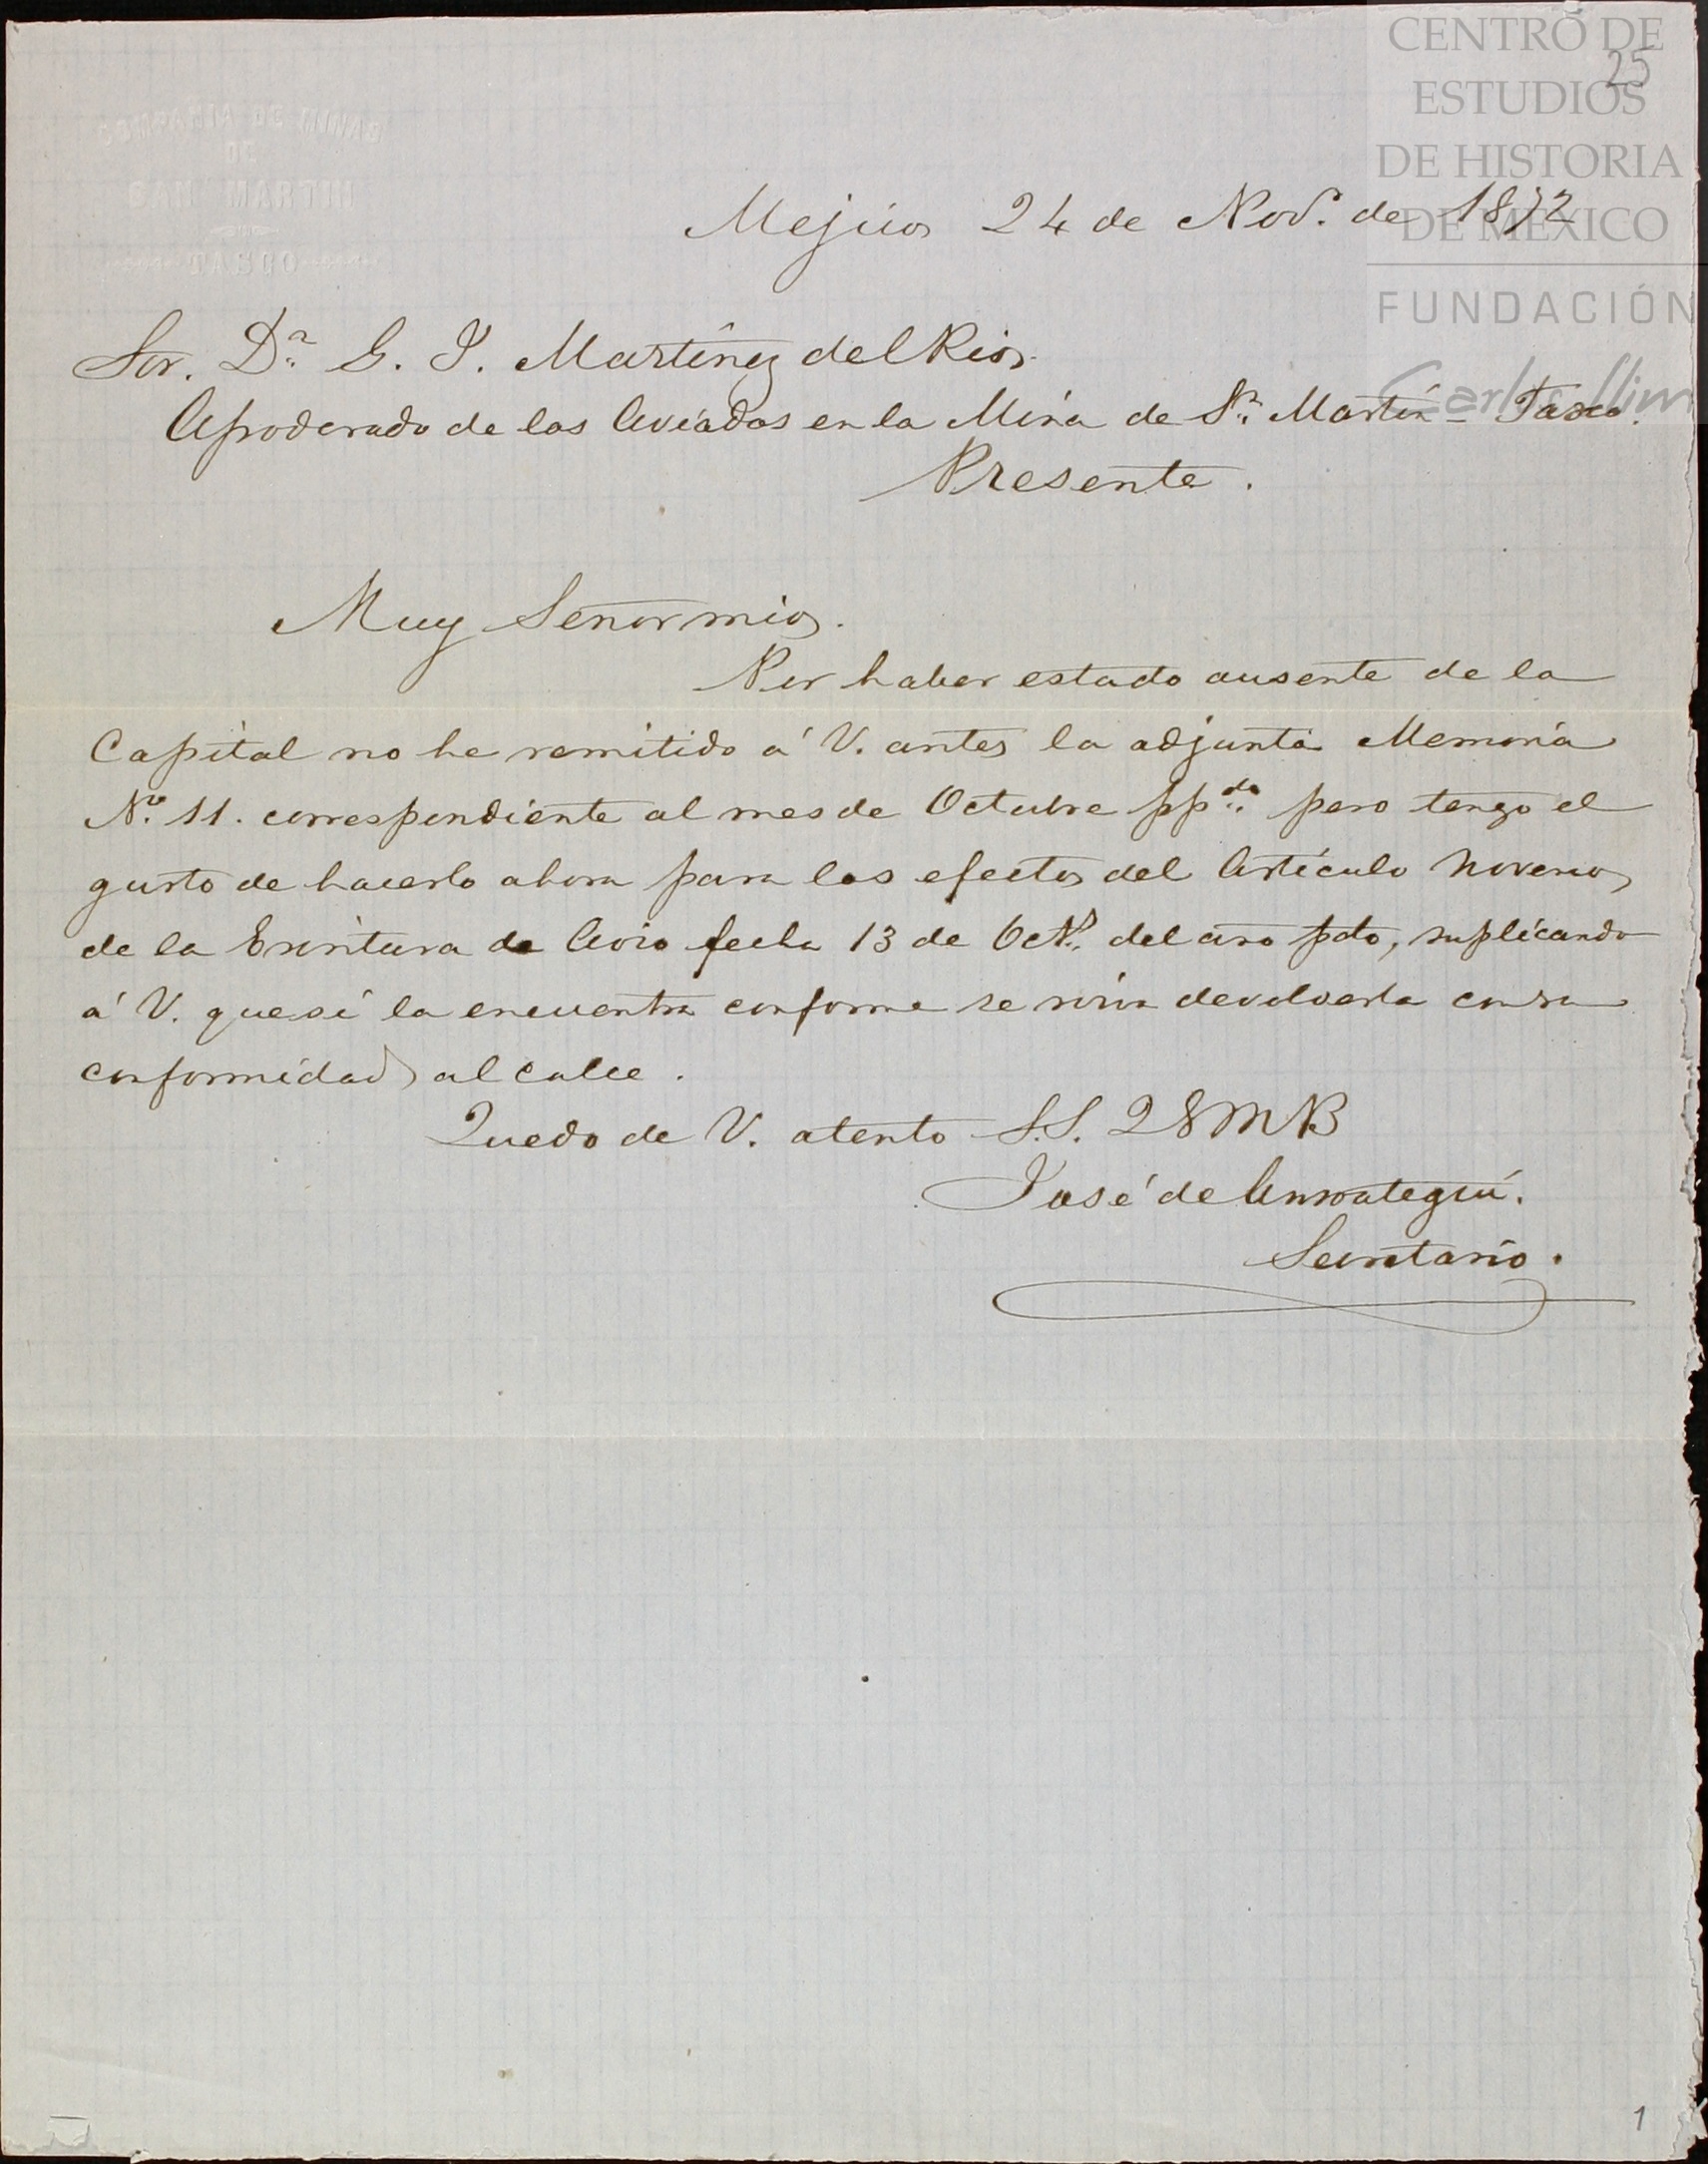 CENTRO DE
ESTUDIOS
DE HISTORIA
DE MÉXICO
FUNDACIÓN
Carlos Slim
25
COMPAÑIA DE MINAS
DE
SAN MARTIN
TASCO
Mejico 24 de Nov.e de 1872
Sor. Dn. G. J. Martinez del Rio.
Apoderado de los Aviados en la Mina de Sn. Martin = Tasco.
Presente.
Muy Señor mio.
Por haber estado ausente de la
Capital no he remitido á V. antes la adjunta Memoria
No. 11. correspondiente al mes de Octubre ppdo. pero tengo el
gusto de hacerlo ahora para los efectos del Artículo Noveno
de la Escritura de Avio fecha 13 de Oct.e del año pdo, suplicando
á V. que si la encuentra conforme se sirva devolverla con su
conformidad al calce.
Quedo de V. atento S.S. Q S M B
José de Ansoategui.
Secretario.
1